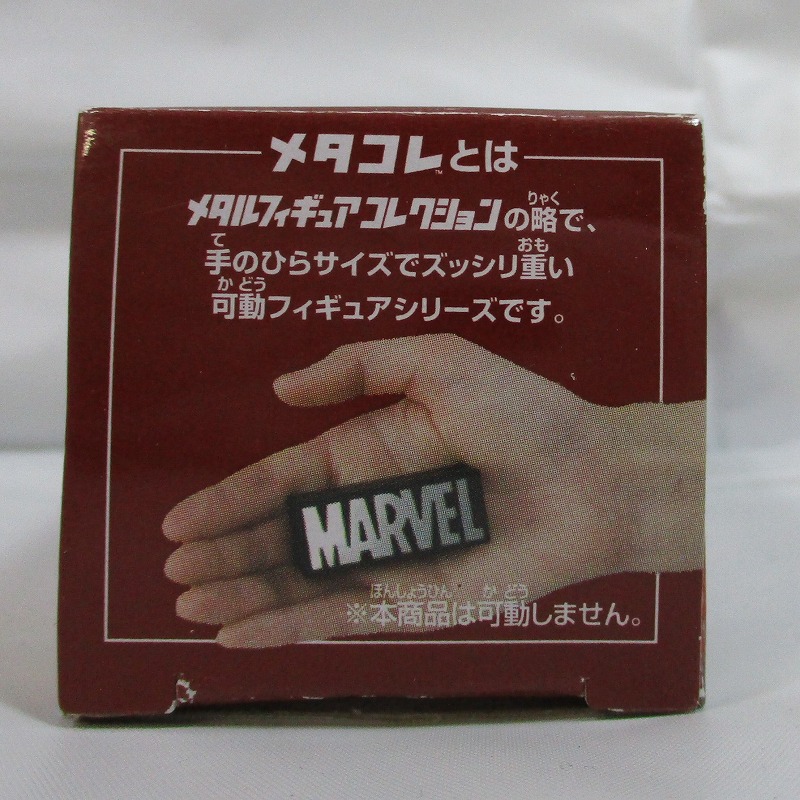 メタコレ™とは
りゃく
メタルフィギュアコレクションの略で、
て おも
手のひらサイズでズッシリ重い
かどう
可動フィギュアシリーズです。
MARVEL
ほんしょうひん かどう
※本商品は可動しません。